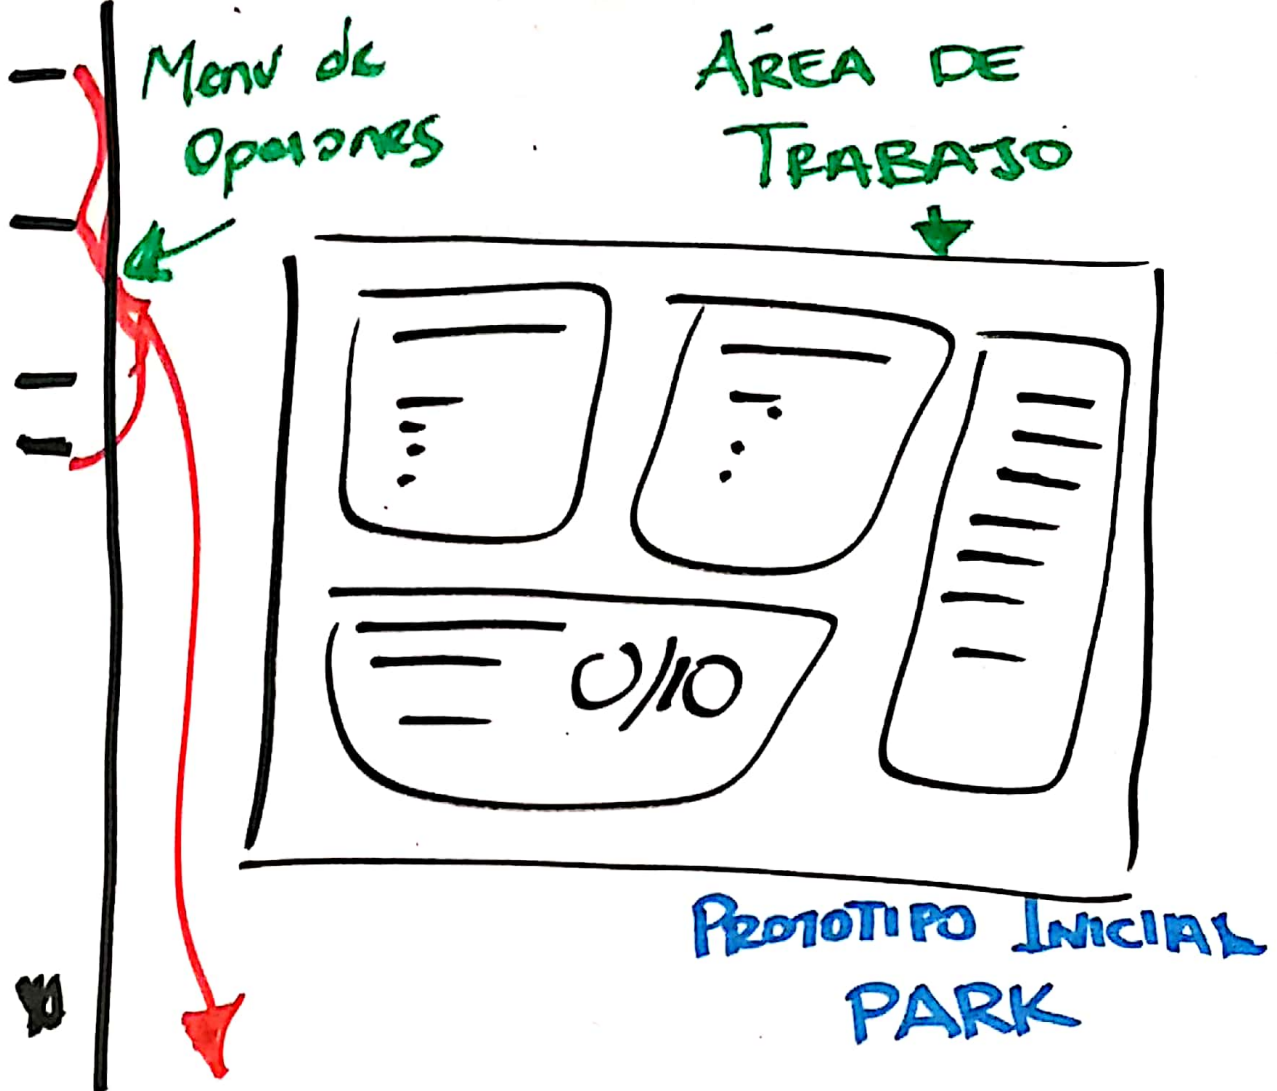 Menu de
Opciones
ÁREA DE
TRABAJO
0/10
PROTOTIPO INICIAL
PARK